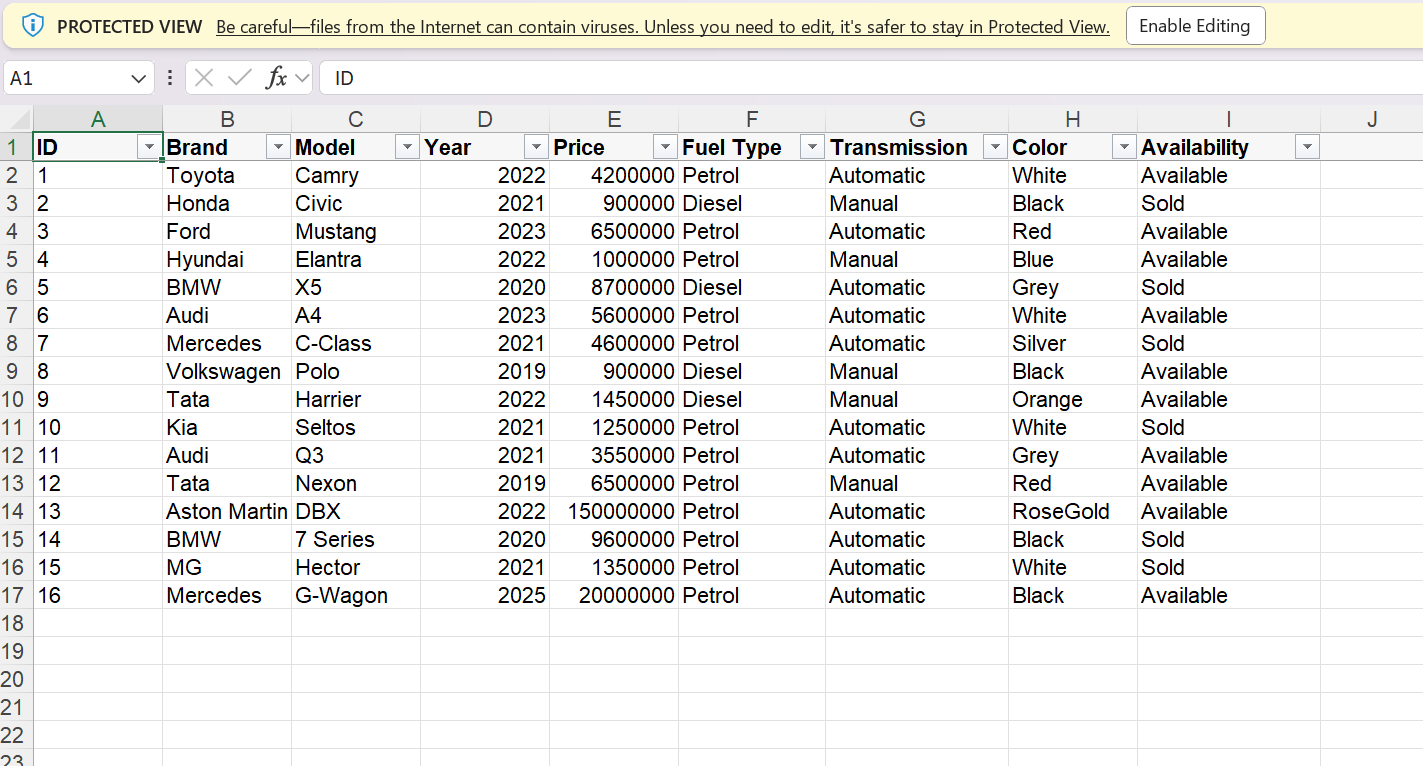 PROTECTED VIEW Be careful—files from the Internet can contain viruses. Unless you need to edit, it's safer to stay in Protected View. Enable Editing
A1 fx ID
A B C D E F G H I J
1 ID Brand Model Year Price Fuel Type Transmission Color Availability
2 1 Toyota Camry 2022 4200000 Petrol Automatic White Available
3 2 Honda Civic 2021 900000 Diesel Manual Black Sold
4 3 Ford Mustang 2023 6500000 Petrol Automatic Red Available
5 4 Hyundai Elantra 2022 1000000 Petrol Manual Blue Available
6 5 BMW X5 2020 8700000 Diesel Automatic Grey Sold
7 6 Audi A4 2023 5600000 Petrol Automatic White Available
8 7 Mercedes C-Class 2021 4600000 Petrol Automatic Silver Sold
9 8 Volkswagen Polo 2019 900000 Diesel Manual Black Available
10 9 Tata Harrier 2022 1450000 Diesel Manual Orange Available
11 10 Kia Seltos 2021 1250000 Petrol Automatic White Sold
12 11 Audi Q3 2021 3550000 Petrol Automatic Grey Available
13 12 Tata Nexon 2019 6500000 Petrol Manual Red Available
14 13 Aston Martin DBX 2022 150000000 Petrol Automatic RoseGold Available
15 14 BMW 7 Series 2020 9600000 Petrol Automatic Black Sold
16 15 MG Hector 2021 1350000 Petrol Automatic White Sold
17 16 Mercedes G-Wagon 2025 20000000 Petrol Automatic Black Available
18
19
20
21
22
23